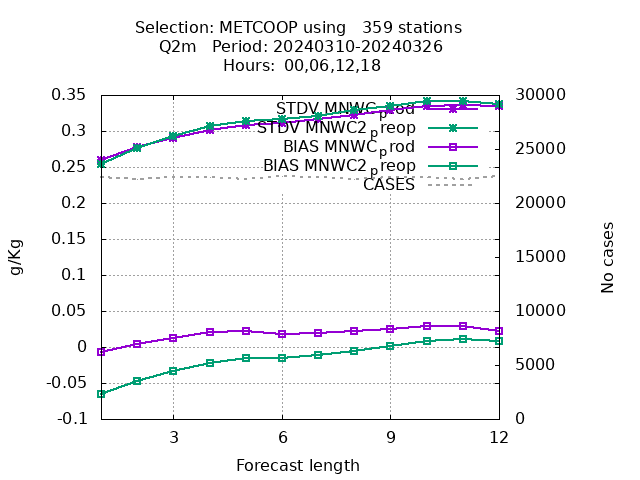 Selection: METCOOP using   359 stations
Q2m   Period: 20240310-20240326
Hours: 00,06,12,18
0.35
0.3
0.25
0.2
0.15
0.1
0.05
0
-0.05
-0.1
g/Kg
STDV MNWC_prod
STDV MNWC2_preop
BIAS MNWC_prod
BIAS MNWC2_preop
CASES
30000
25000
20000
15000
10000
5000
0
No cases
3
6
9
12
Forecast length